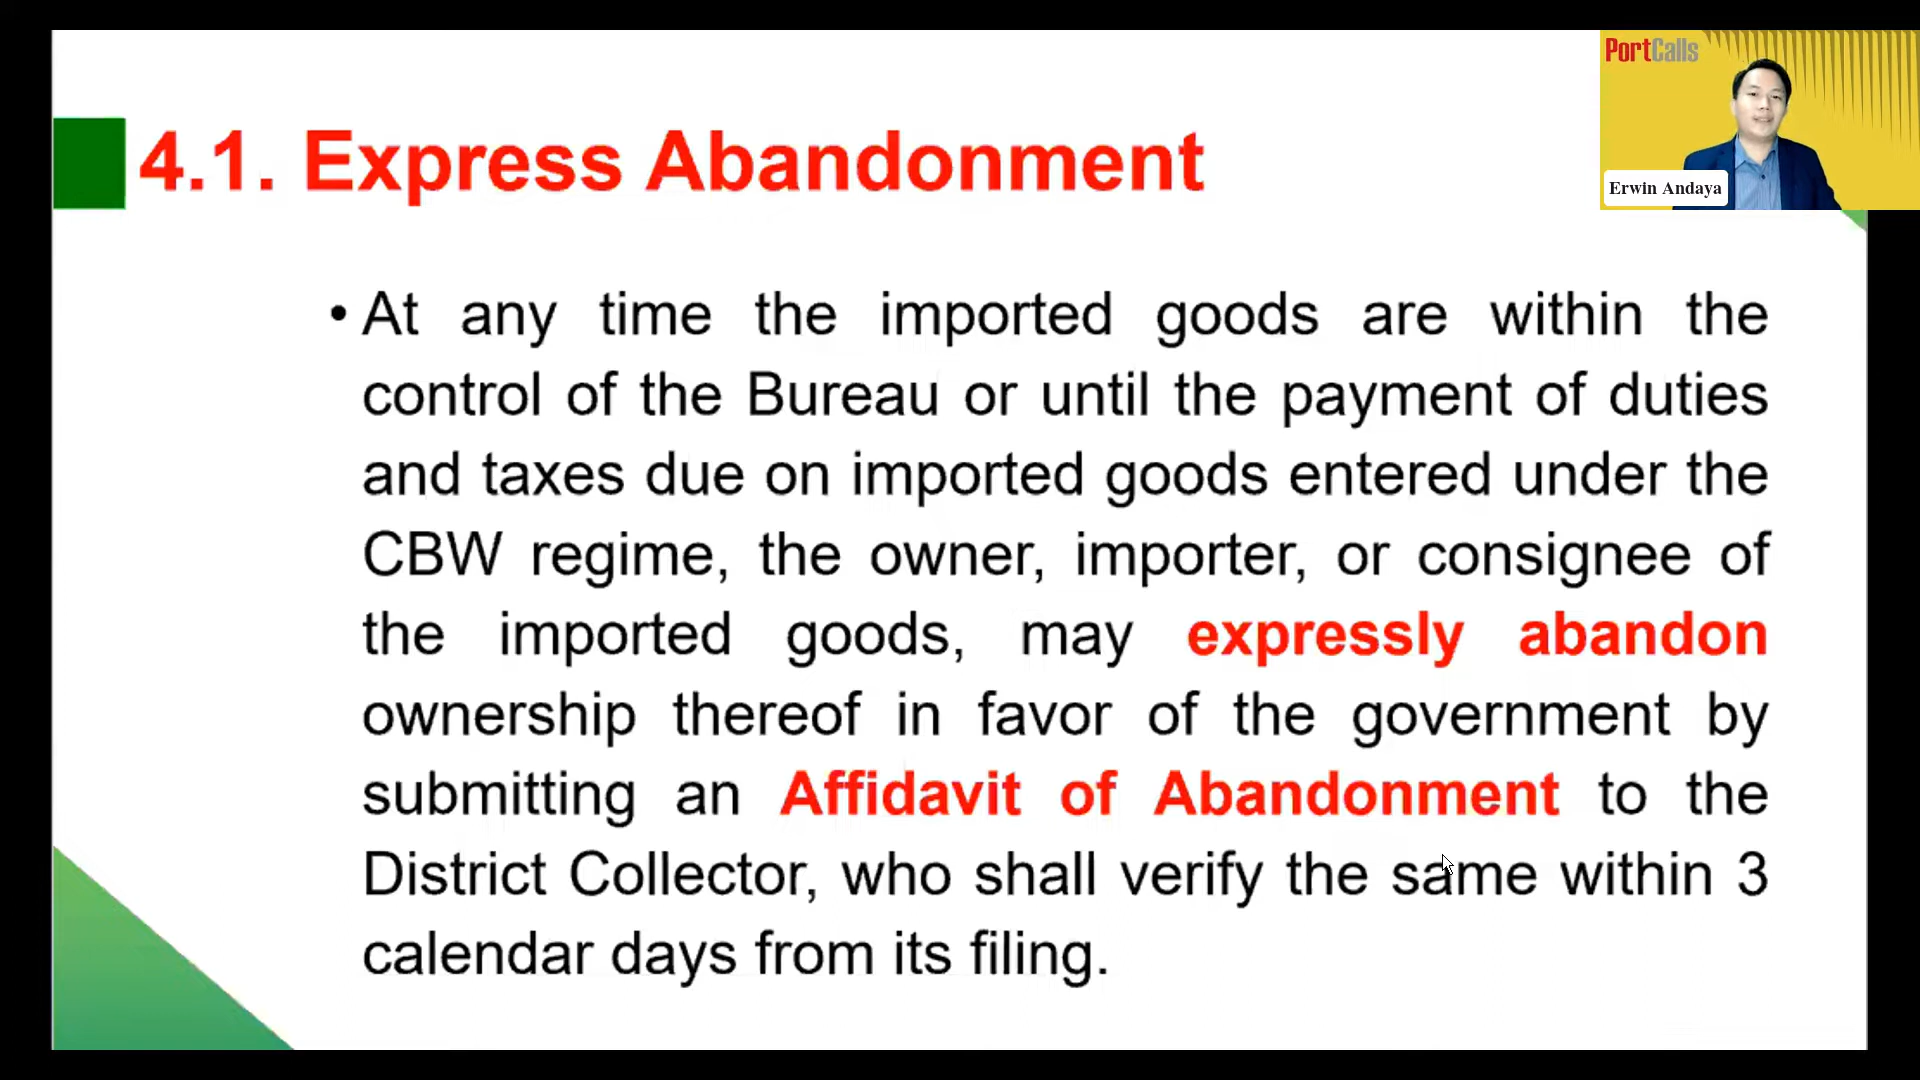 PortCalls
Erwin Andaya
4.1. Express Abandonment
• At any time the imported goods are within the
control of the Bureau or until the payment of duties
and taxes due on imported goods entered under the
CBW regime, the owner, importer, or consignee of
the imported goods, may expressly abandon
ownership thereof in favor of the government by
submitting an Affidavit of Abandonment to the
District Collector, who shall verify the same within 3
calendar days from its filing.